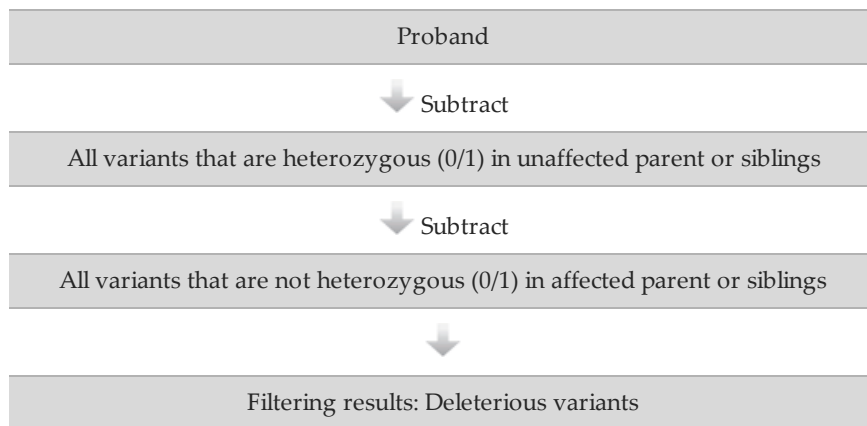 Proband
Subtract
All variants that are heterozygous (0/1) in unaffected parent or siblings
Subtract
All variants that are not heterozygous (0/1) in affected parent or siblings
Filtering results: Deleterious variants